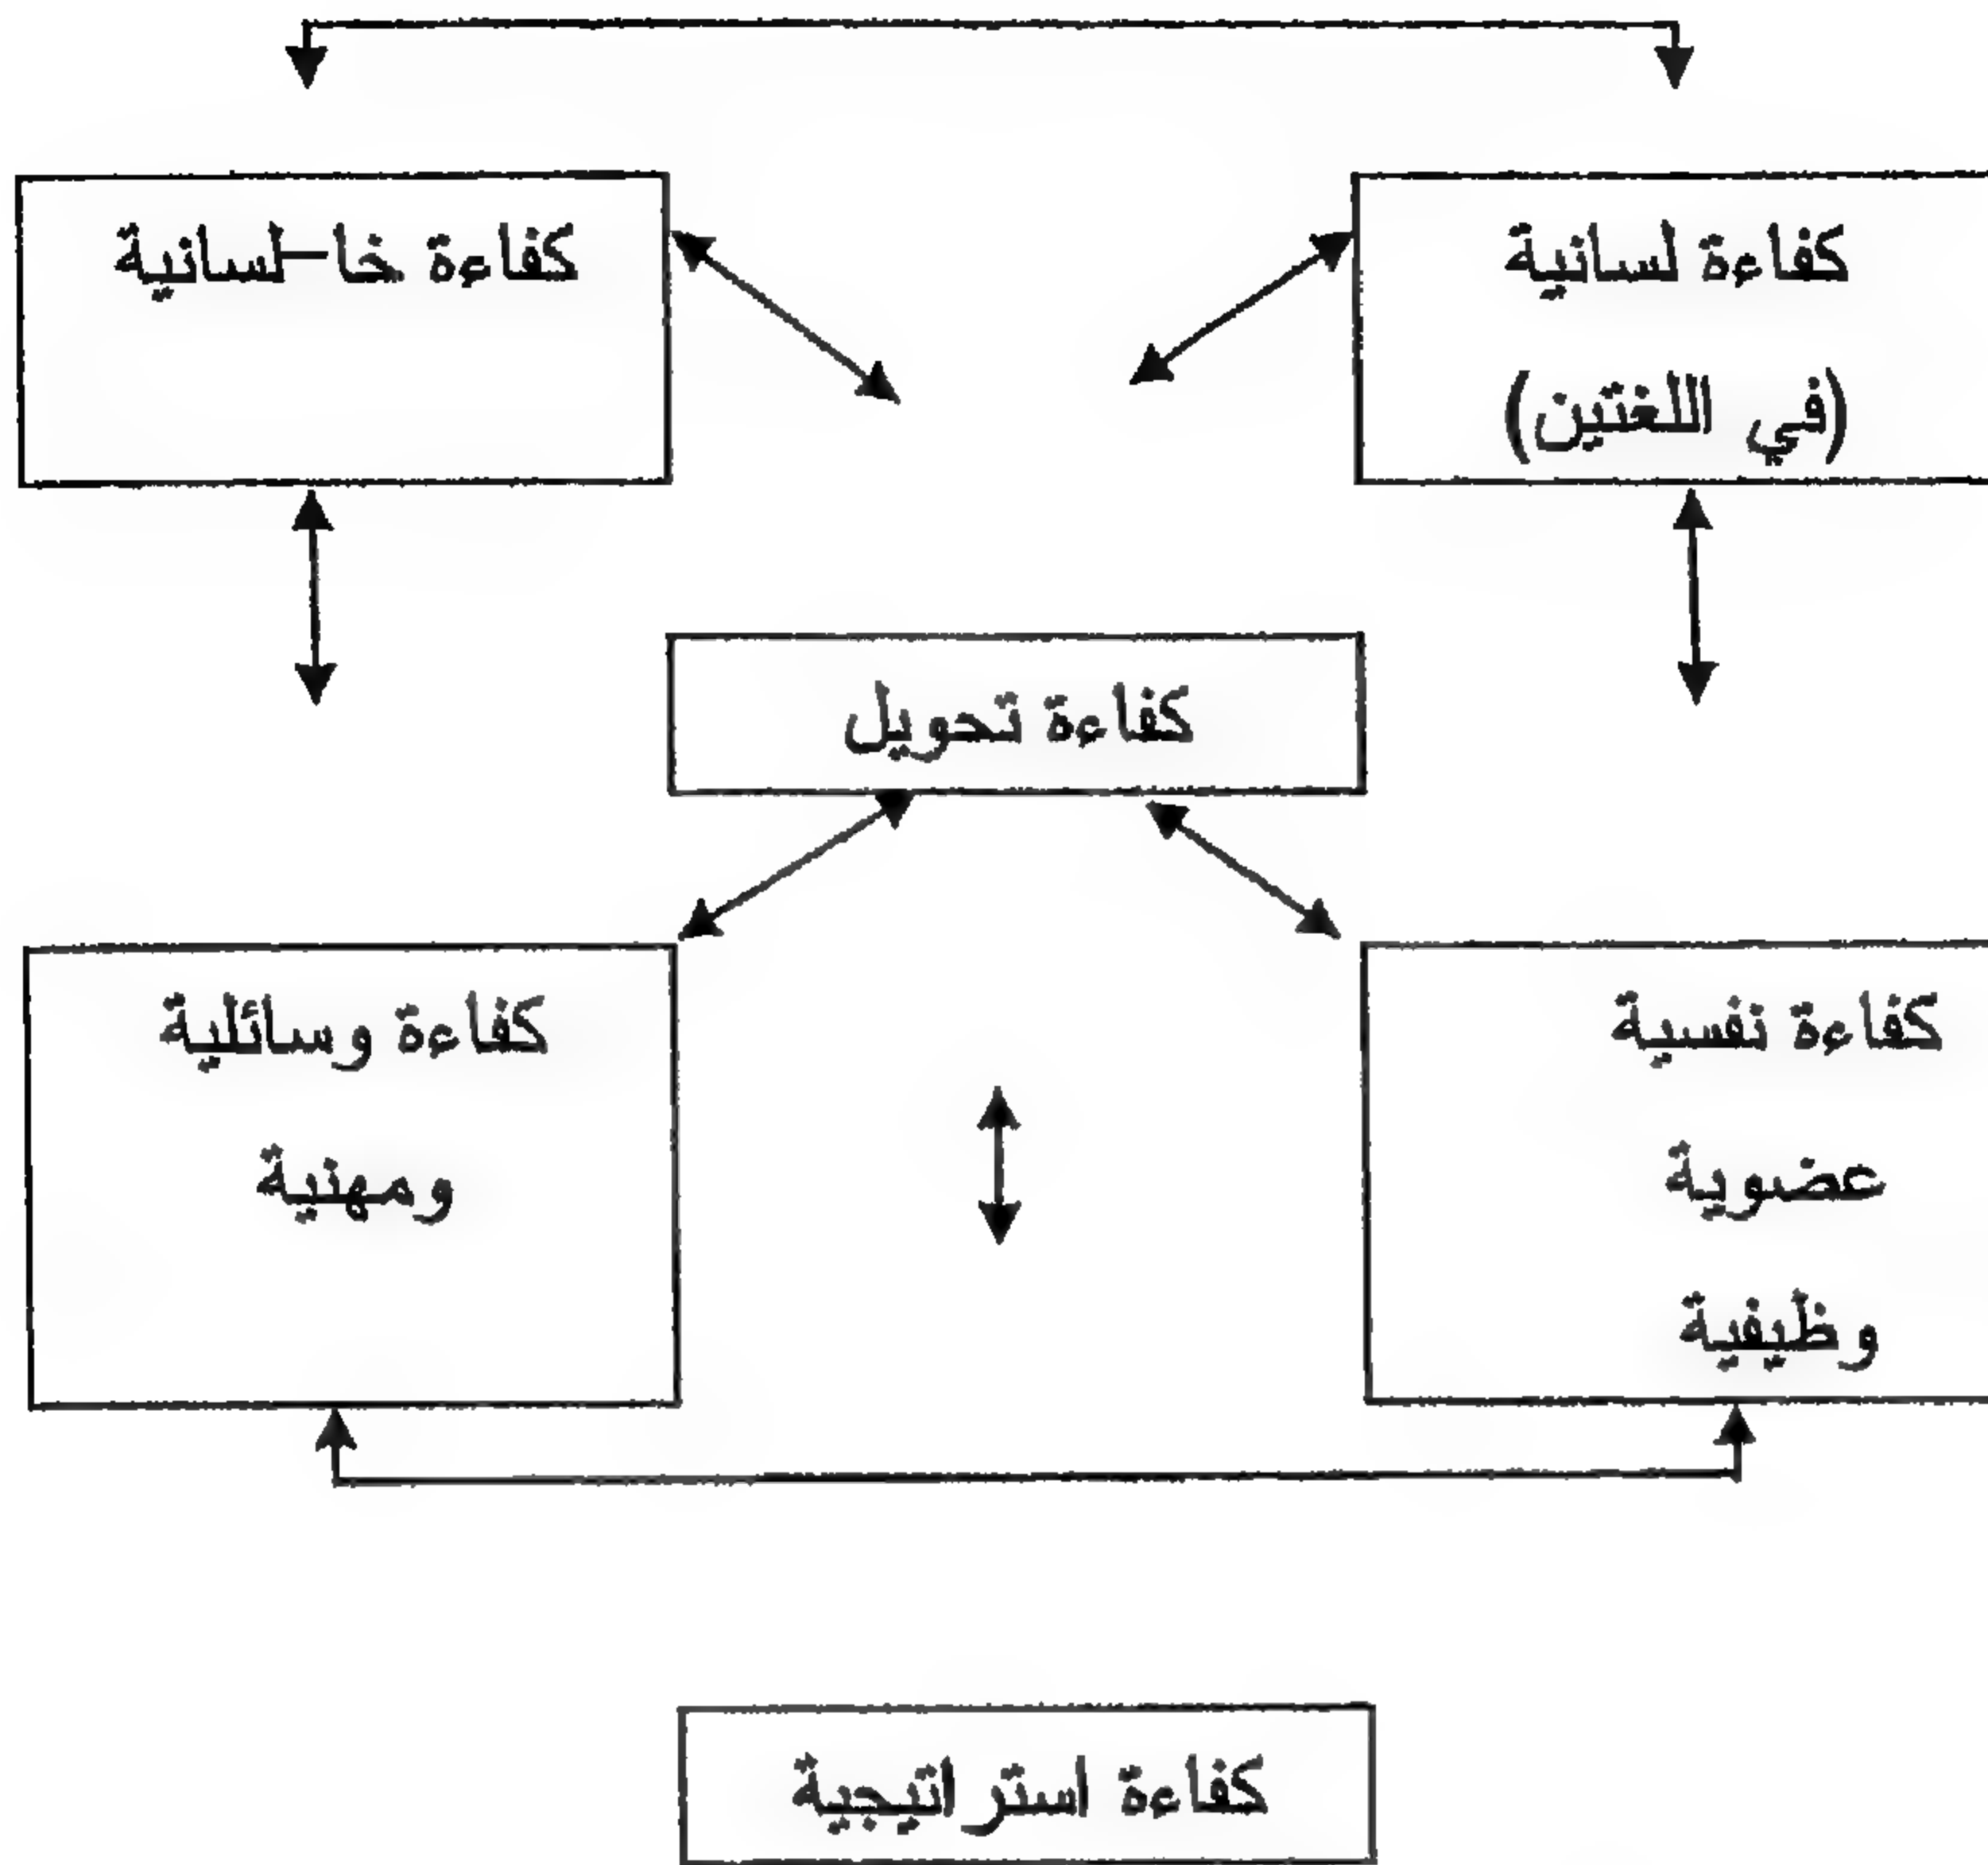 كفاءة لسانية
(في اللغتين)
كفاءة خا-لسانية
كفاءة تحويل
كفاءة نفسية
عضوية
وظيفية
كفاءة وسائلية
ومهنية
كفاءة استراتيجية